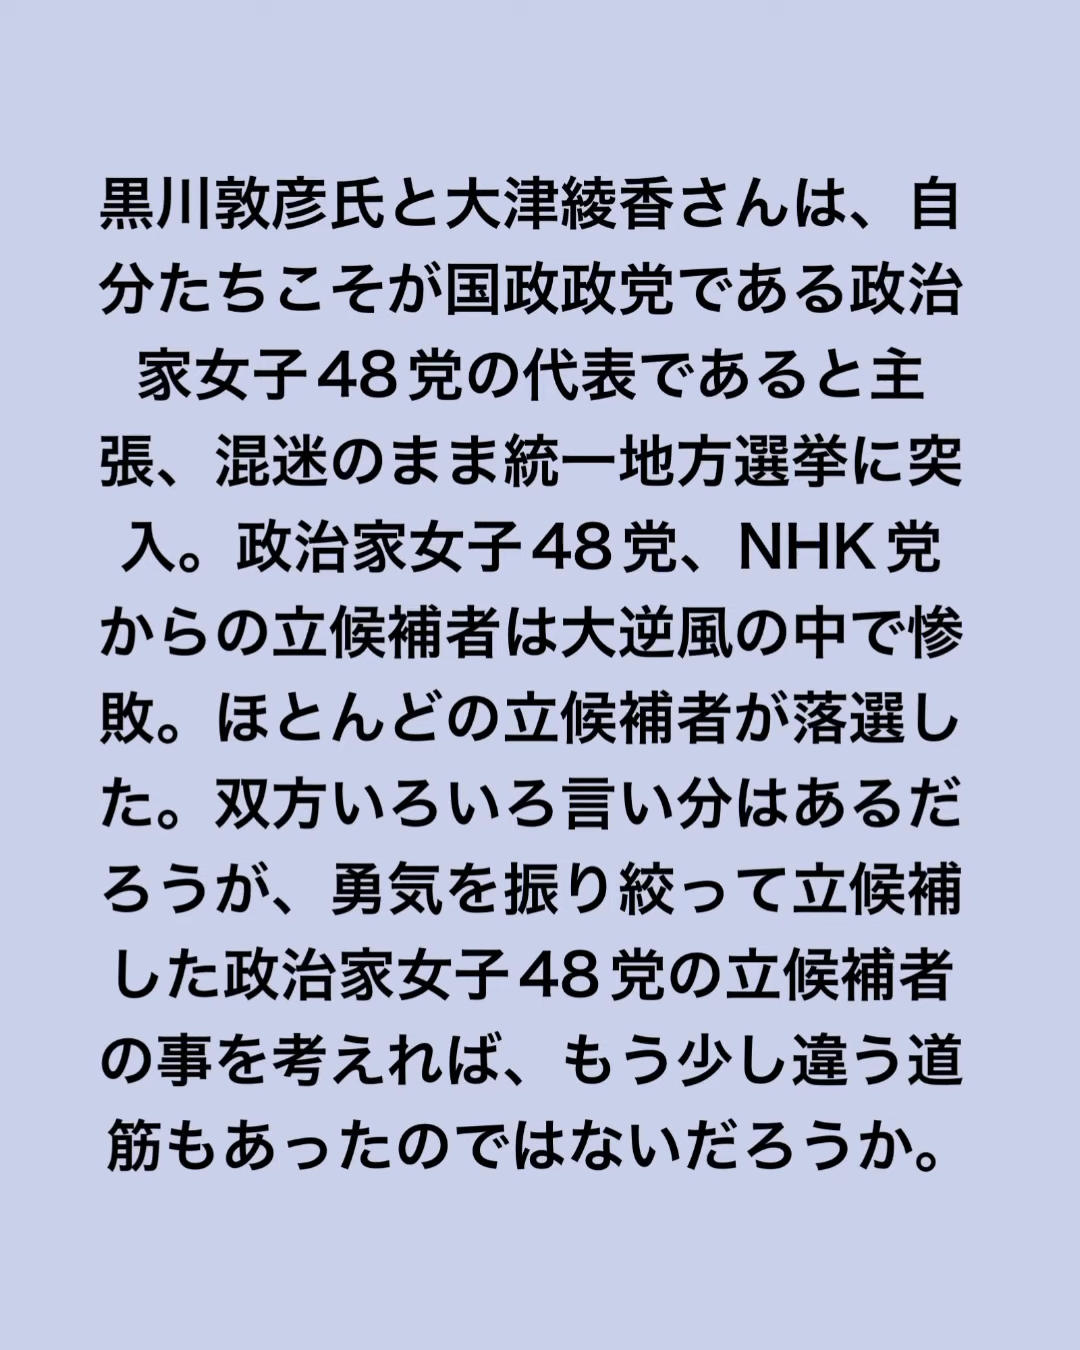 黒川敦彦氏と大津綾香さんは、自
分たちこそが国政政党である政治
家女子48党の代表であると主
張、混迷のまま統一地方選挙に突
入。政治家女子48党、NHK党
からの立候補者は大逆風の中で惨
敗。ほとんどの立候補者が落選し
た。双方いろいろ言い分はあるだ
ろうが、勇気を振り絞って立候補
した政治家女子48党の立候補者
の事を考えれば、もう少し違う道
筋もあったのではないだろうか。